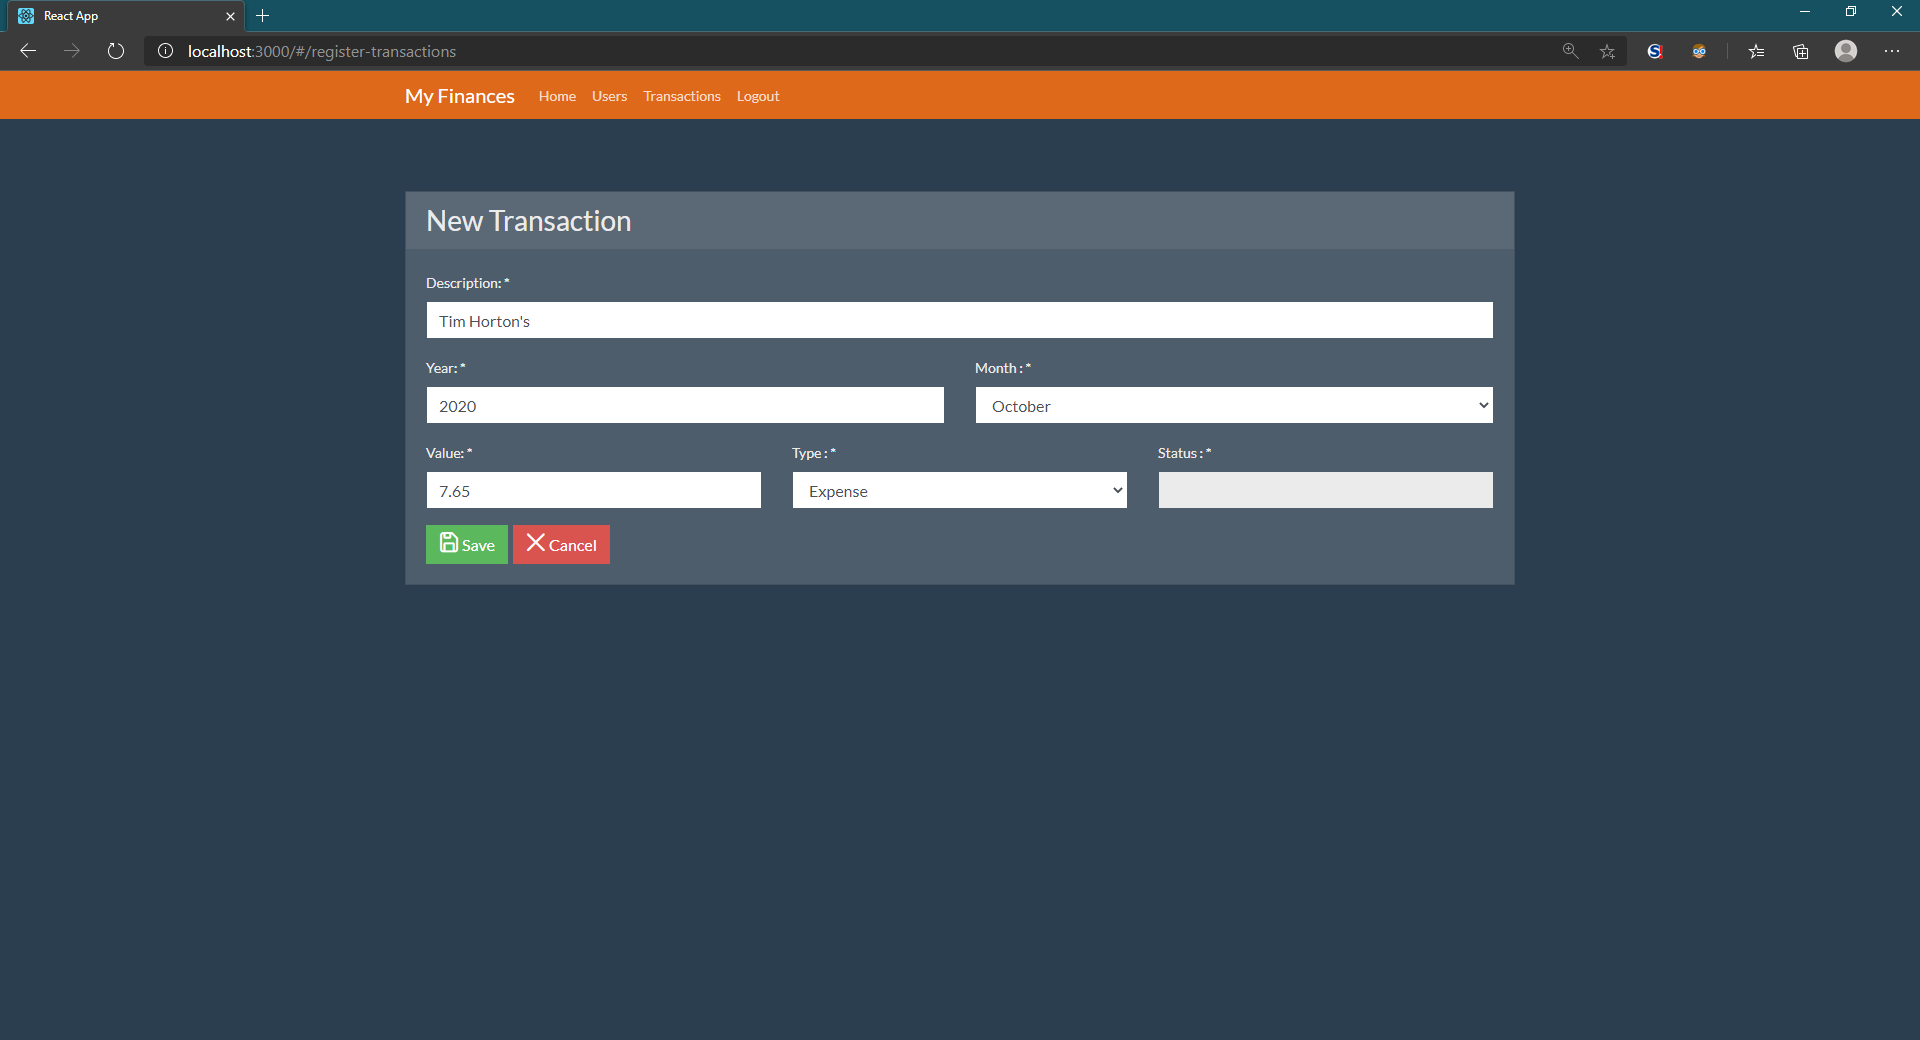 React App
localhost:3000/#/register-transactions
My Finances Home Users Transactions Logout
New Transaction
Description: *
Tim Horton's
Year: * Month : *
2020 October
Value: * Type : * Status : *
7.65 Expense
Save Cancel